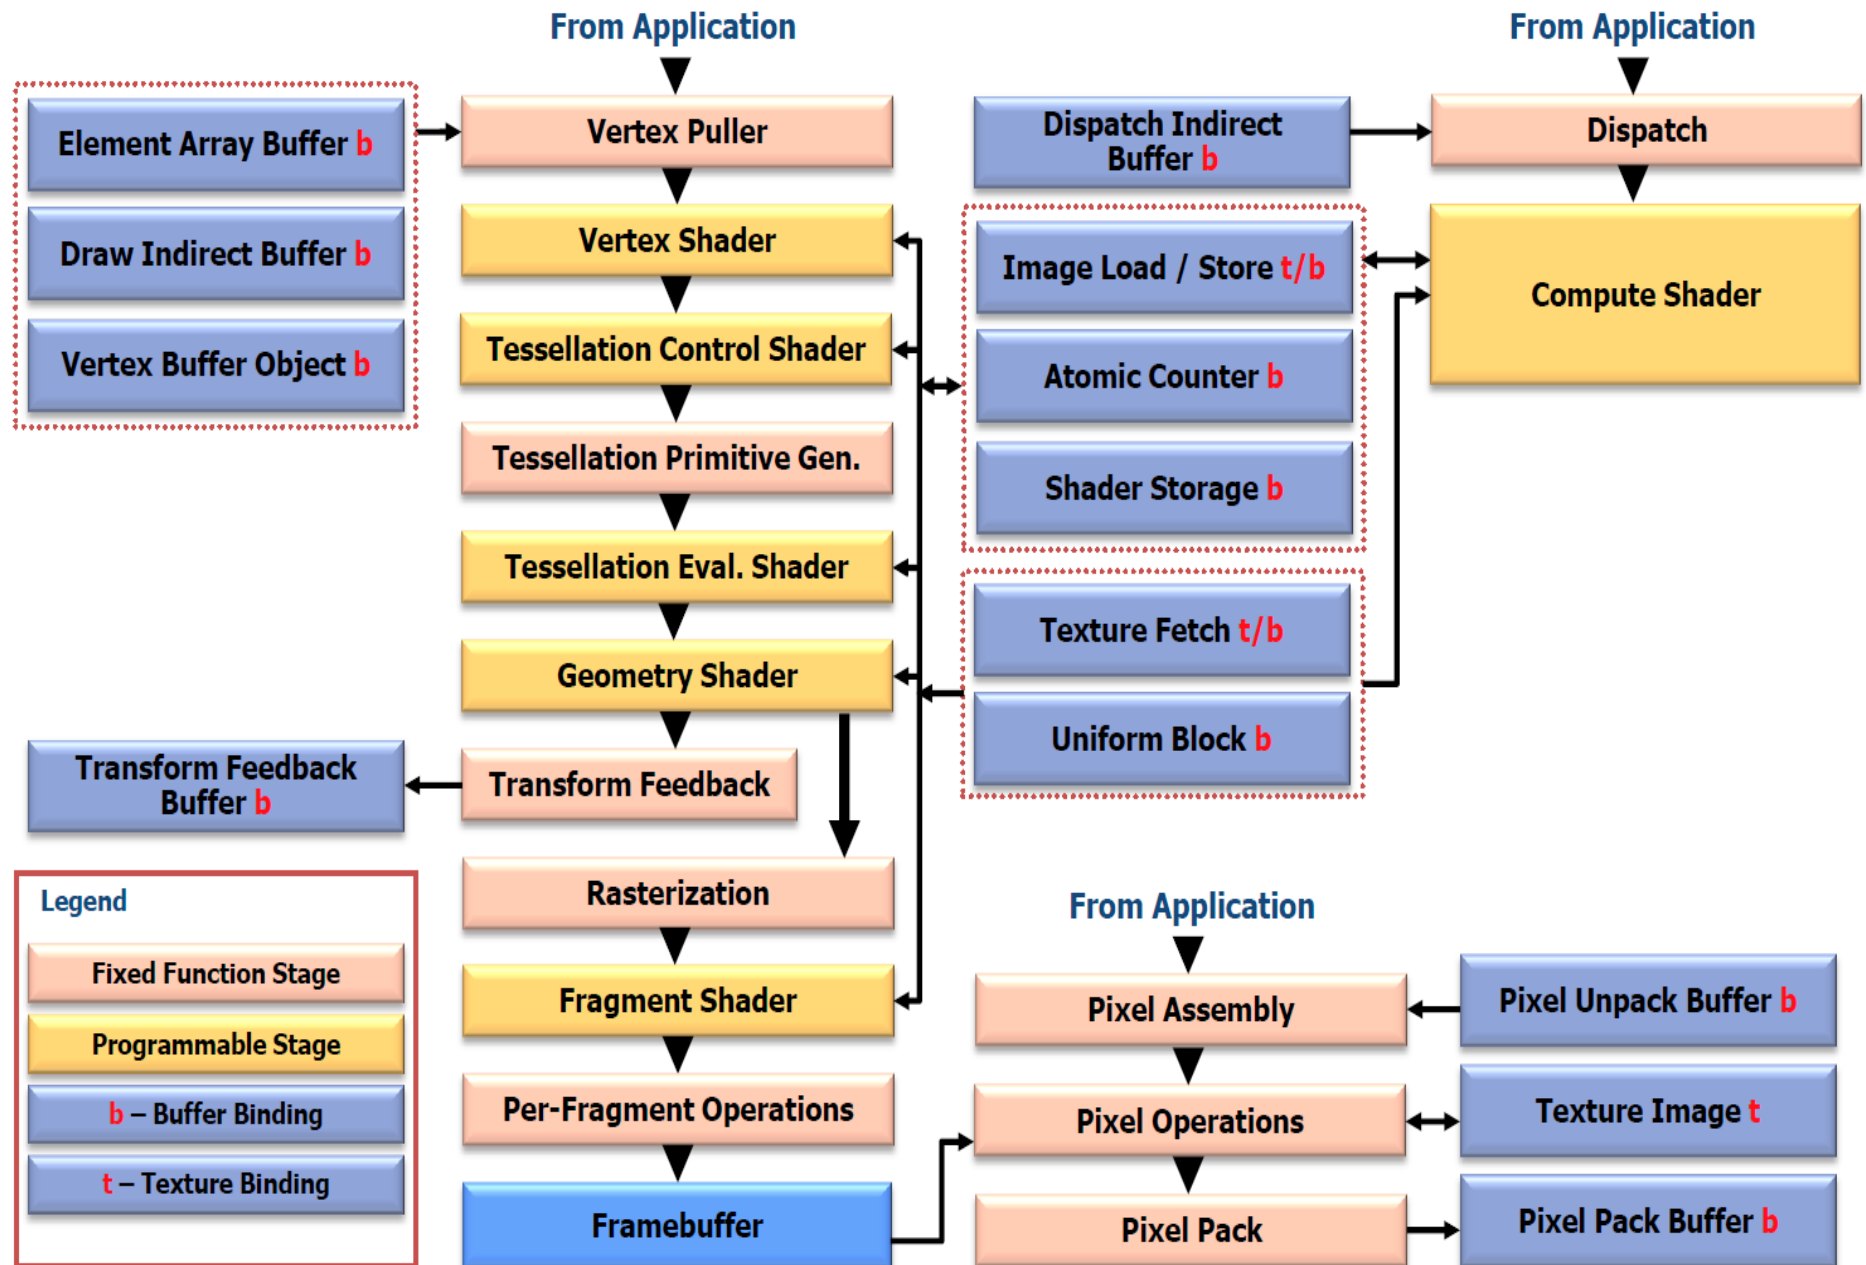 From Application
From Application
Element Array Buffer b
Vertex Puller
Dispatch Indirect
Buffer b
Dispatch
Draw Indirect Buffer b
Vertex Shader
Image Load / Store t/b
Compute Shader
Vertex Buffer Object b
Tessellation Control Shader
Atomic Counter b
Tessellation Primitive Gen.
Shader Storage b
Tessellation Eval. Shader
Texture Fetch t/b
Geometry Shader
Uniform Block b
Transform Feedback
Buffer b
Transform Feedback
Legend
Fixed Function Stage
Programmable Stage
b – Buffer Binding
t – Texture Binding
Rasterization
Fragment Shader
Per-Fragment Operations
Framebuffer
From Application
Pixel Assembly
Pixel Unpack Buffer b
Pixel Operations
Texture Image t
Pixel Pack
Pixel Pack Buffer b